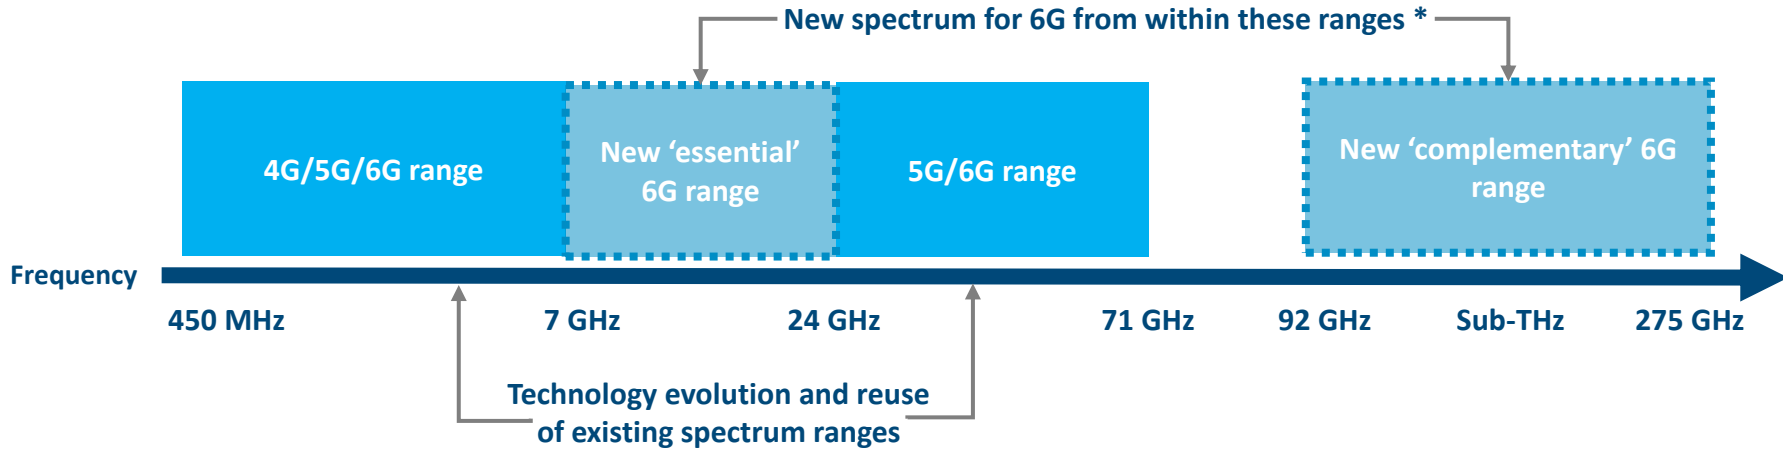 New spectrum for 6G from within these ranges *
4G/5G/6G range
New ‘essential’
6G range
5G/6G range
New ‘complementary’ 6G
range
Frequency
450 MHz
7 GHz
24 GHz
71 GHz
92 GHz
Sub-THz
275 GHz
Technology evolution and reuse
of existing spectrum ranges